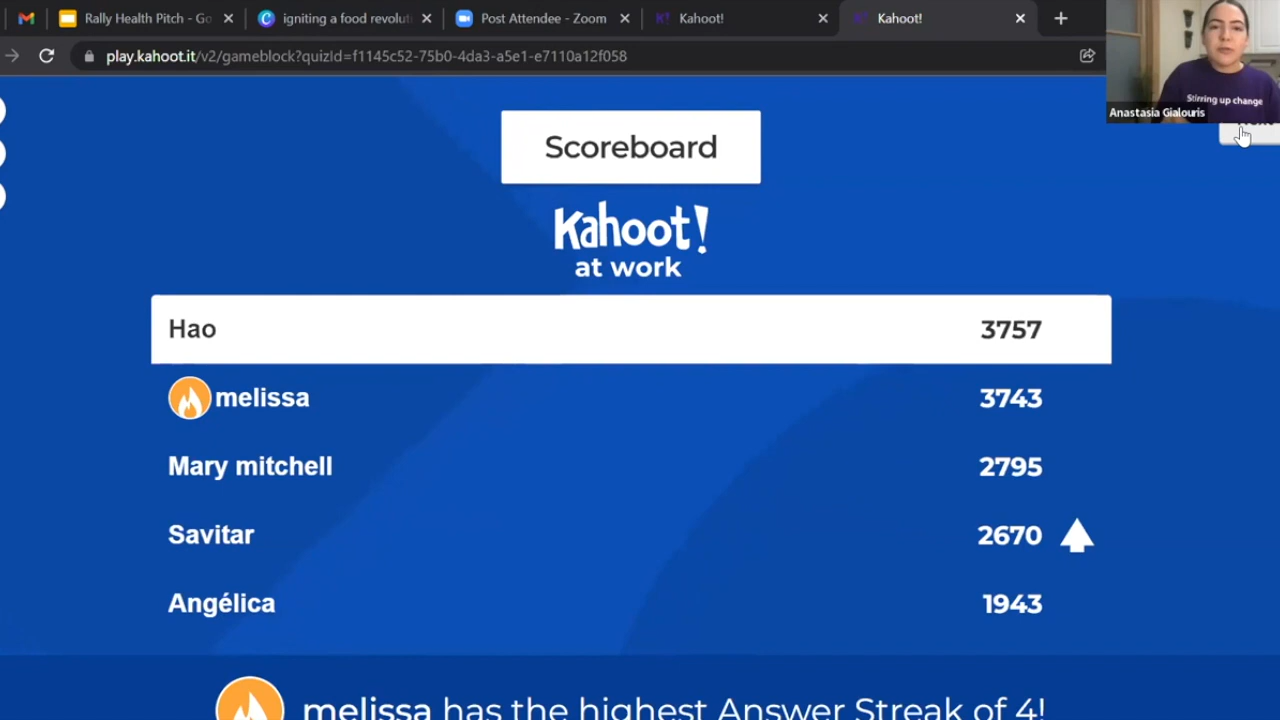 Rally Health Pitch - Go
igniting a food revolut
Post Attendee - Zoom
Kahoot!
Kahoot!
play.kahoot.it/v2/gameblock?quizId=f1145c52-75b0-4da3-a5e1-e7110a12f058
Stirring up change
Anastasia Gialouris
Scoreboard
Kahoot!
at work
Hao 3757
melissa 3743
Mary mitchell 2795
Savitar 2670
Angélica 1943
melissa has the highest Answer Streak of 4!